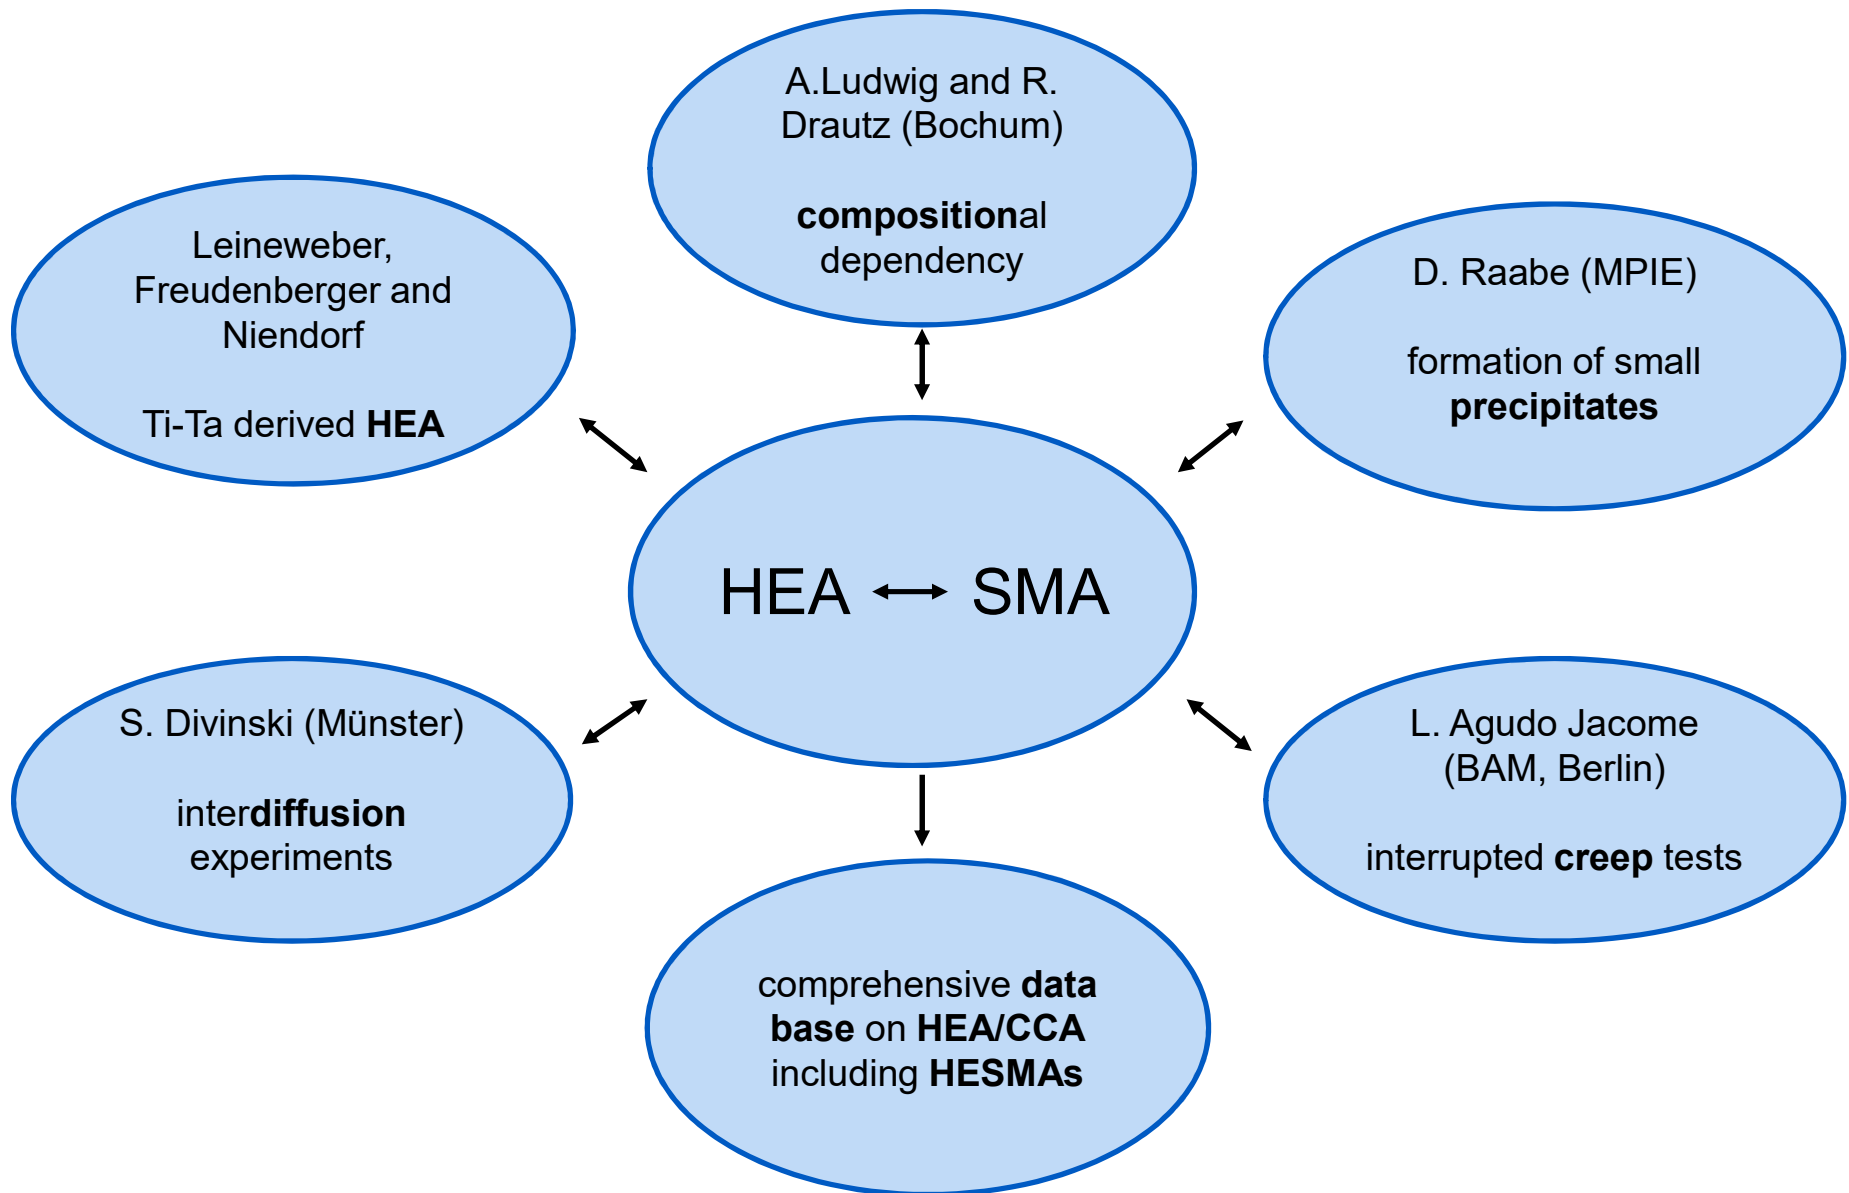 A.Ludwig and R.
Drautz (Bochum)
compositional
dependency
Leineweber,
Freudenberger and
Niendorf
Ti-Ta derived HEA
D. Raabe (MPIE)
formation of small
precipitates
HEA SMA
S. Divinski (Münster)
interdiffusion
experiments
L. Agudo Jacome
(BAM, Berlin)
interrupted creep tests
comprehensive data
base on HEA/CCA
including HESMAs